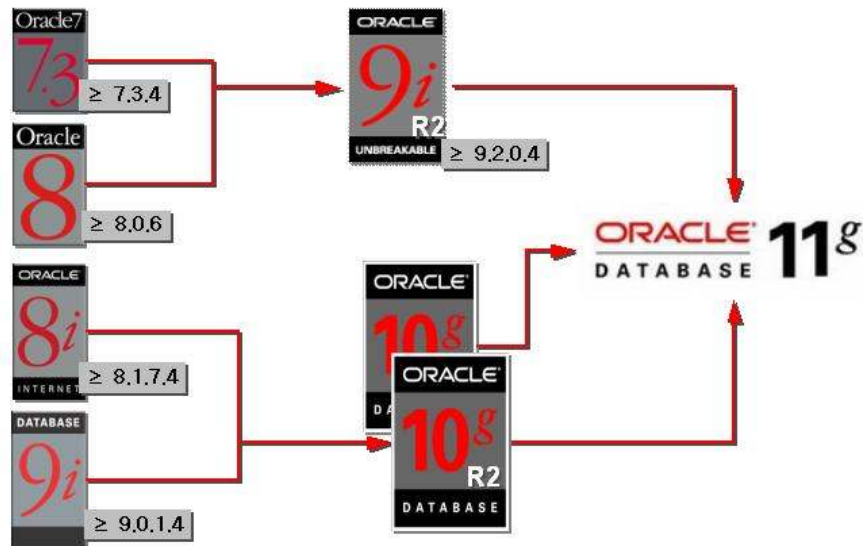 Oracle7
7.3
≥ 7.3.4
Oracle
8
≥ 8.0.6
ORACLE
8i
INTERNET
≥ 8.1.7.4
DATABASE
9i
≥ 9.0.1.4
ORACLE
9i
R2
UNBREAKABLE
≥ 9.2.0.4
ORACLE
10g
DA
ORACLE
10g
R2
DATABASE
ORACLE
DATABASE
11g